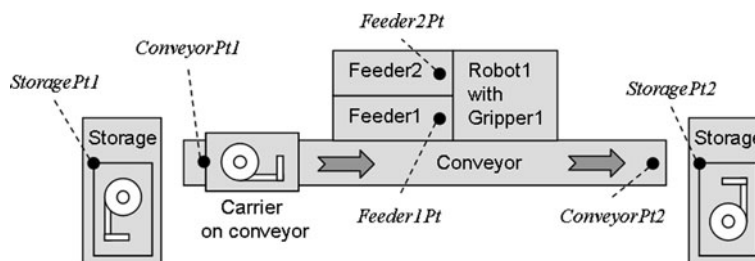 Feeder2Pt
ConveyorPt1
StoragePt1
Feeder2
Robot1
with
Gripper1
StoragePt2
Feeder1
Storage
Storage
Conveyor
Carrier
on conveyor
Feeder1Pt
ConveyorPt2